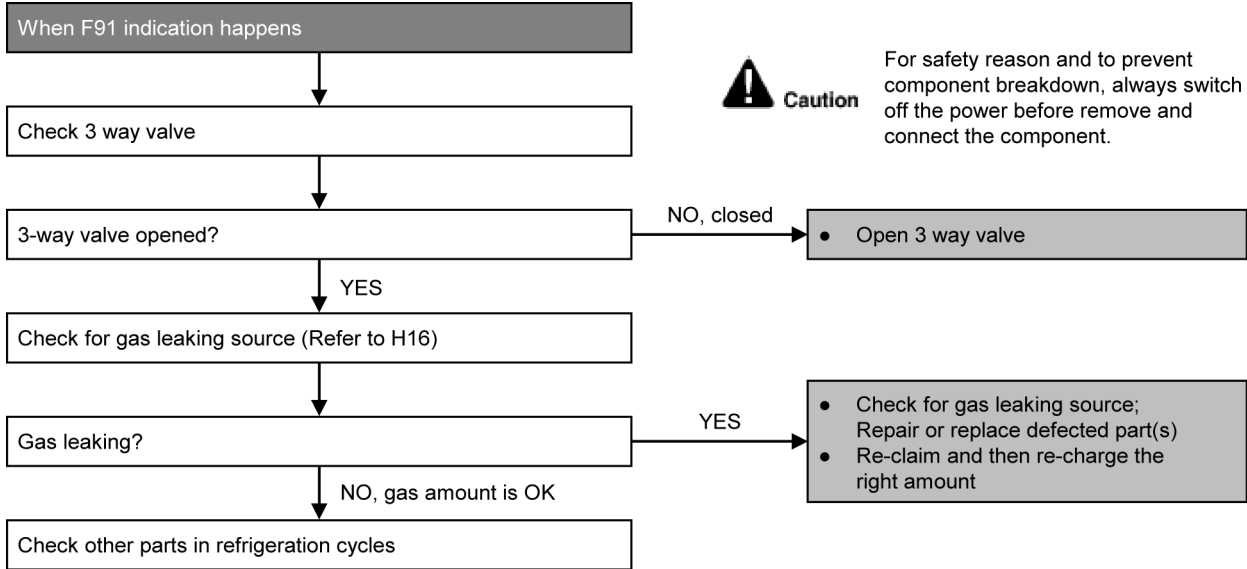 When F91 indication happens
Caution
For safety reason and to prevent
component breakdown, always switch
off the power before remove and
connect the component.
Check 3 way valve
3-way valve opened?
NO, closed
● Open 3 way valve
YES
Check for gas leaking source (Refer to H16)
Gas leaking?
YES
● Check for gas leaking source;
Repair or replace defected part(s)
● Re-claim and then re-charge the
right amount
NO, gas amount is OK
Check other parts in refrigeration cycles